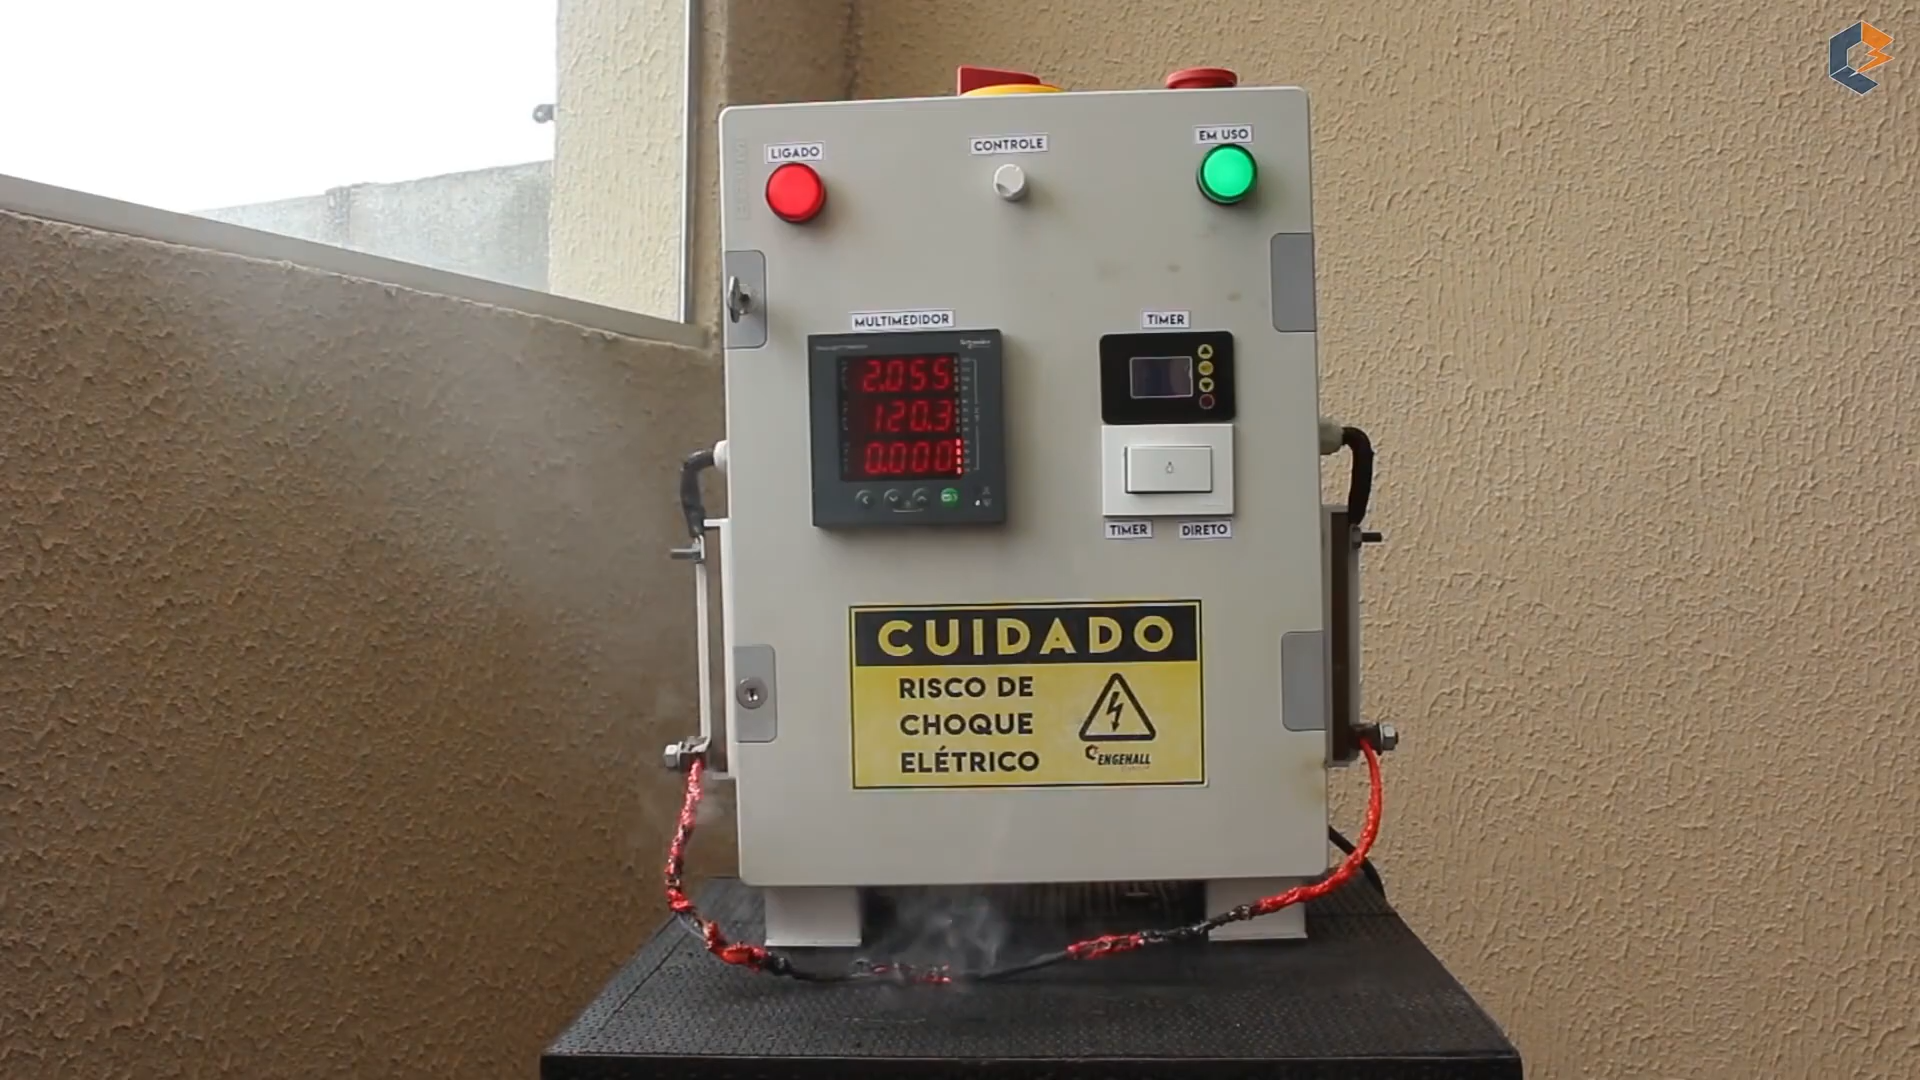 LIGADO
CONTROLE
EM USO
MULTIMEDIDOR
TIMER
Schneider
2.055
120.3
0.000
TIMER
DIRETO
CUIDADO
RISCO DE
CHOQUE
ELÉTRICO
ENGEHALL